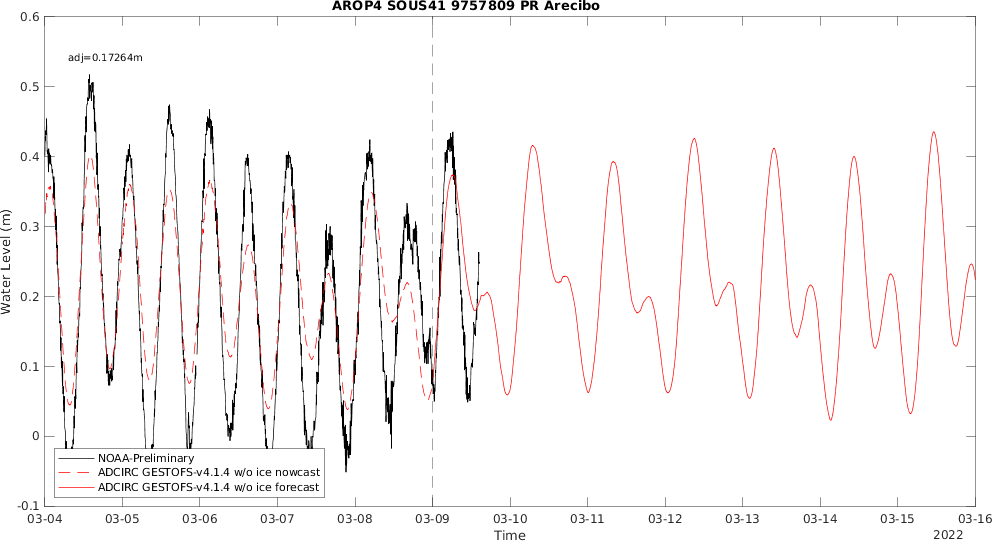 AROP4 SOUS41 9757809 PR Arecibo
adj=0.17264m
Water Level (m)
0.6
0.5
0.4
0.3
0.2
0.1
0
-0.1
NOAA-Preliminary
ADCIRC GESTOFS-v4.1.4 w/o ice nowcast
ADCIRC GESTOFS-v4.1.4 w/o ice forecast
03-04 03-05 03-06 03-07 03-08 03-09 03-10 03-11 03-12 03-13 03-14 03-15 03-16
Time
2022